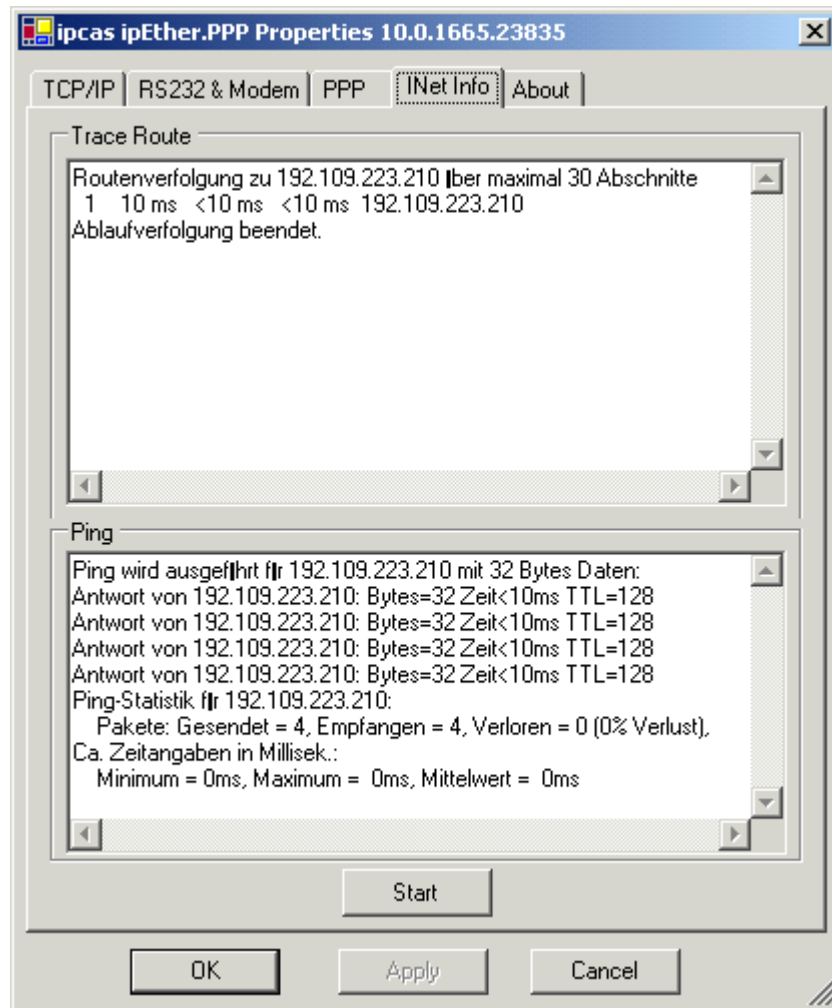 ipcas ipEther.PPP Properties 10.0.1665.23835
TCP/IP
RS232 & Modem
PPP
INet Info
About
Trace Route
Routenverfolgung zu 192.109.223.210 ▌ber maximal 30 Abschnitte
1 10 ms <10 ms <10 ms 192.109.223.210
Ablaufverfolgung beendet.
Ping
Ping wird ausgef▌hrt f▌r 192.109.223.210 mit 32 Bytes Daten:
Antwort von 192.109.223.210: Bytes=32 Zeit<10ms TTL=128
Antwort von 192.109.223.210: Bytes=32 Zeit<10ms TTL=128
Antwort von 192.109.223.210: Bytes=32 Zeit<10ms TTL=128
Antwort von 192.109.223.210: Bytes=32 Zeit<10ms TTL=128
Ping-Statistik f▌r 192.109.223.210:
Pakete: Gesendet = 4, Empfangen = 4, Verloren = 0 (0% Verlust),
Ca. Zeitangaben in Millisek.:
Minimum = 0ms, Maximum = 0ms, Mittelwert = 0ms
Start
OK
Apply
Cancel